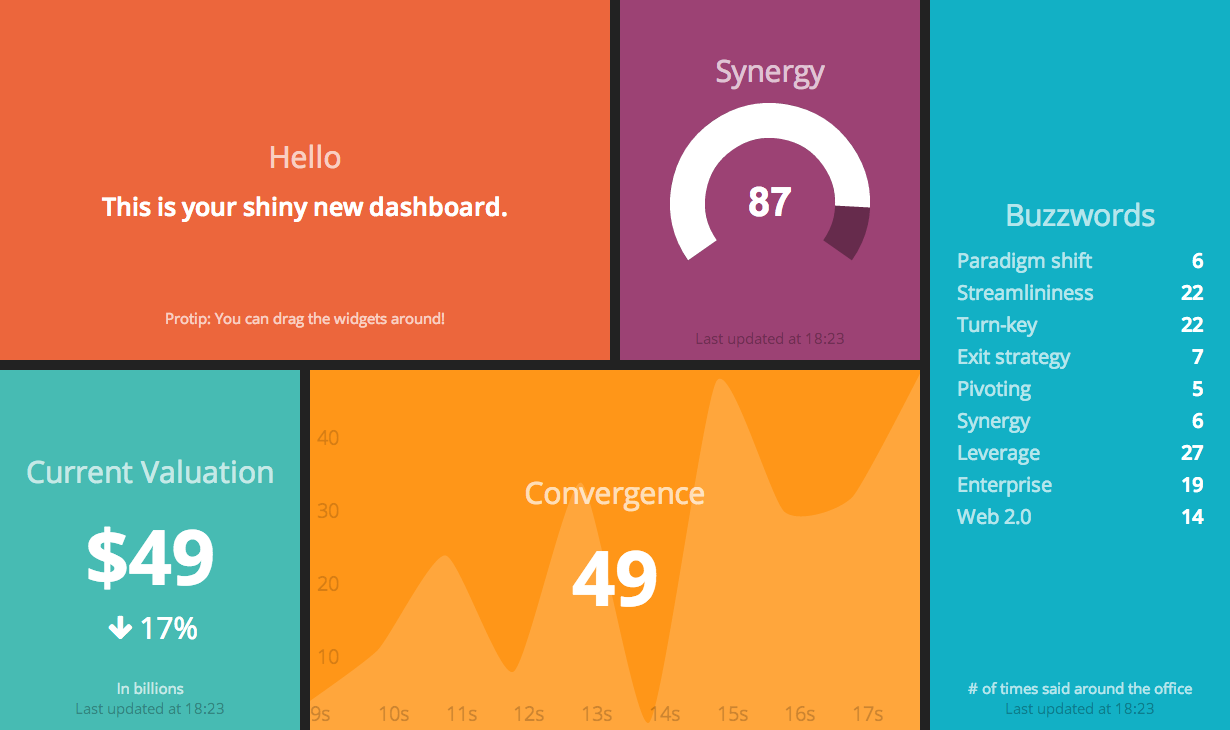 Hello
This is your shiny new dashboard.
Protip: You can drag the widgets around!
Synergy
87
Last updated at 18:23
Buzzwords
Paradigm shift 6
Streamlininess 22
Turn-key 22
Exit strategy 7
Pivoting 5
Synergy 6
Leverage 27
Enterprise 19
Web 2.0 14
# of times said around the office
Last updated at 18:23
Current Valuation
$49
17%
In billions
Last updated at 18:23
Convergence
49
40
30
20
10
9s 10s 11s 12s 13s 14s 15s 16s 17s